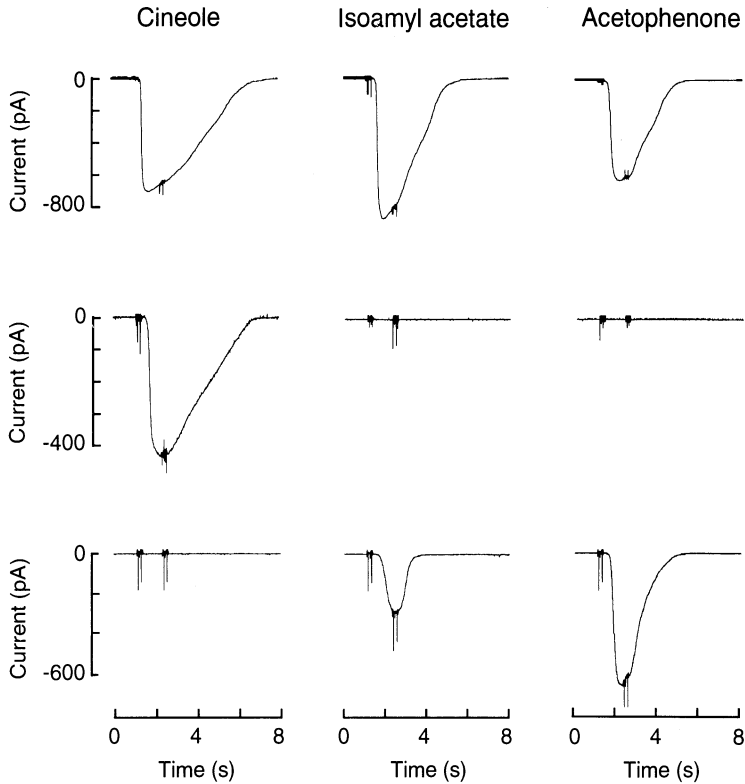 Cineole Isoamyl acetate Acetophenone
0
Current (pA)
-800
0
Current (pA)
-400
0
Current (pA)
-600
0 4 8 0 4 8 0 4 8
Time (s) Time (s) Time (s)